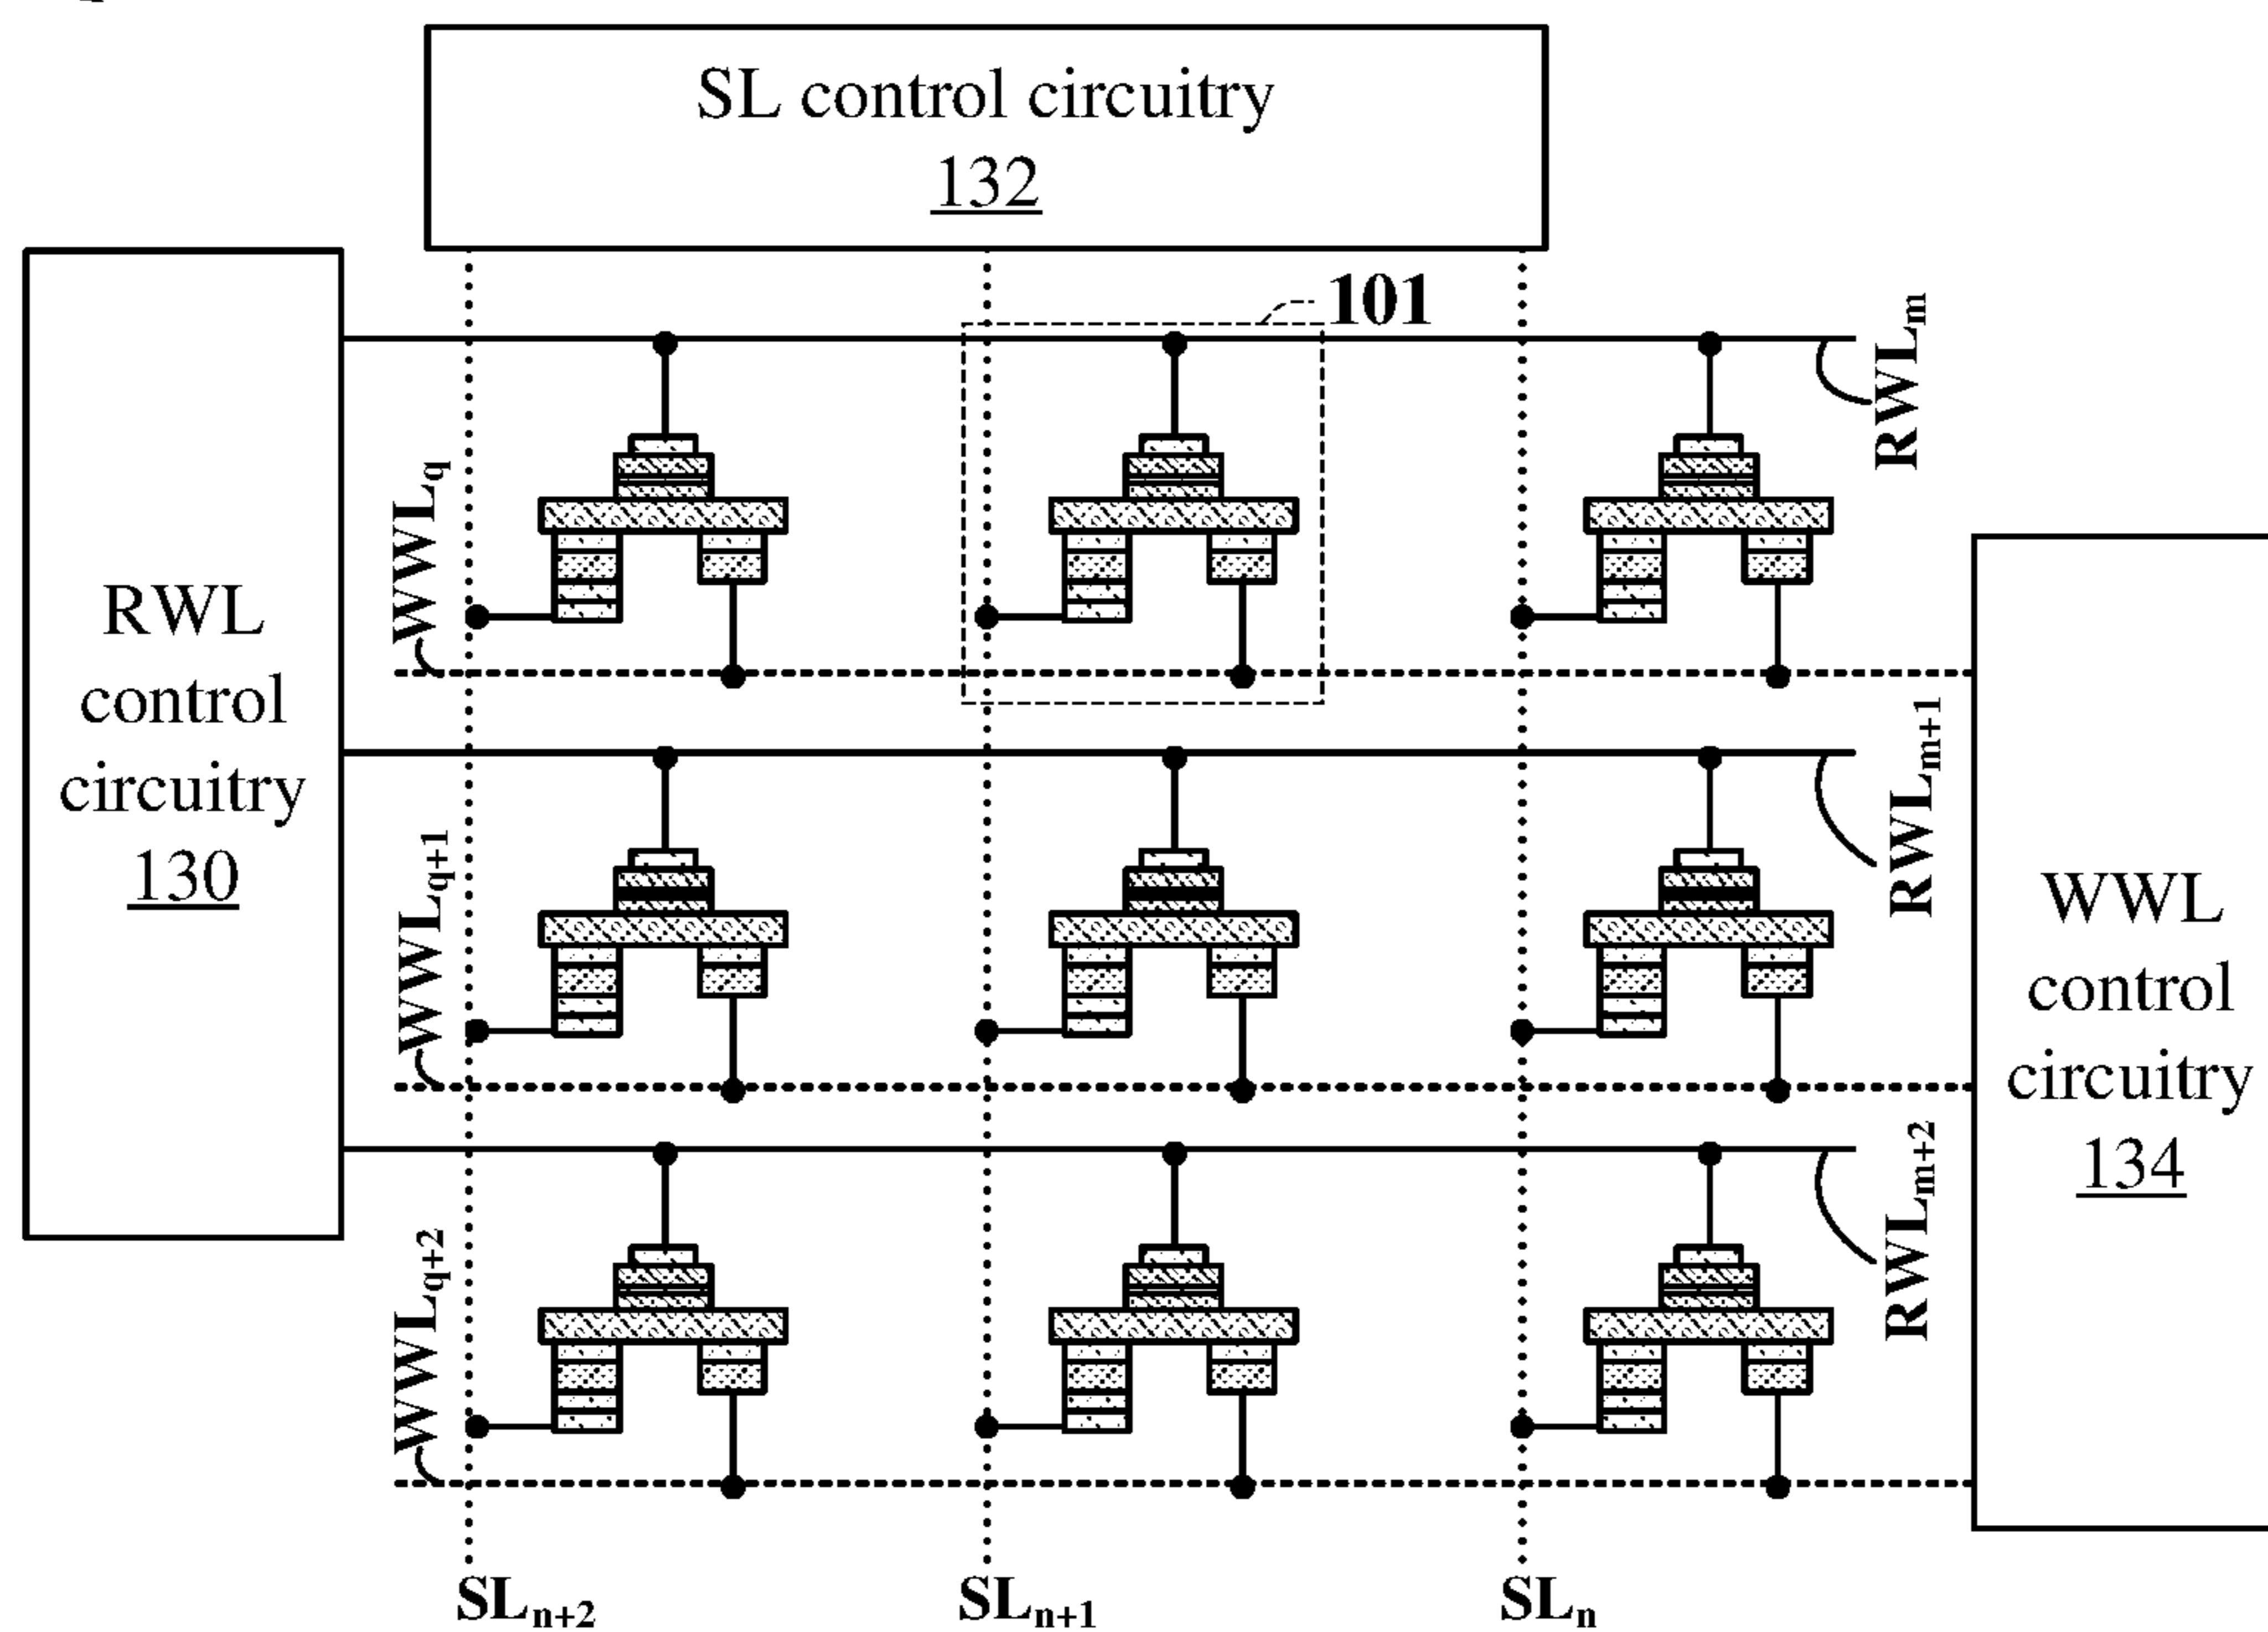 SL control circuitry
132
101
RWLm
WWLq
RWL
control
circuitry
130
RWLm+1
WWLq+1
WWL
control
circuitry
134
RWLm+2
WWLq+2
SLn+2
SLn+1
SLn